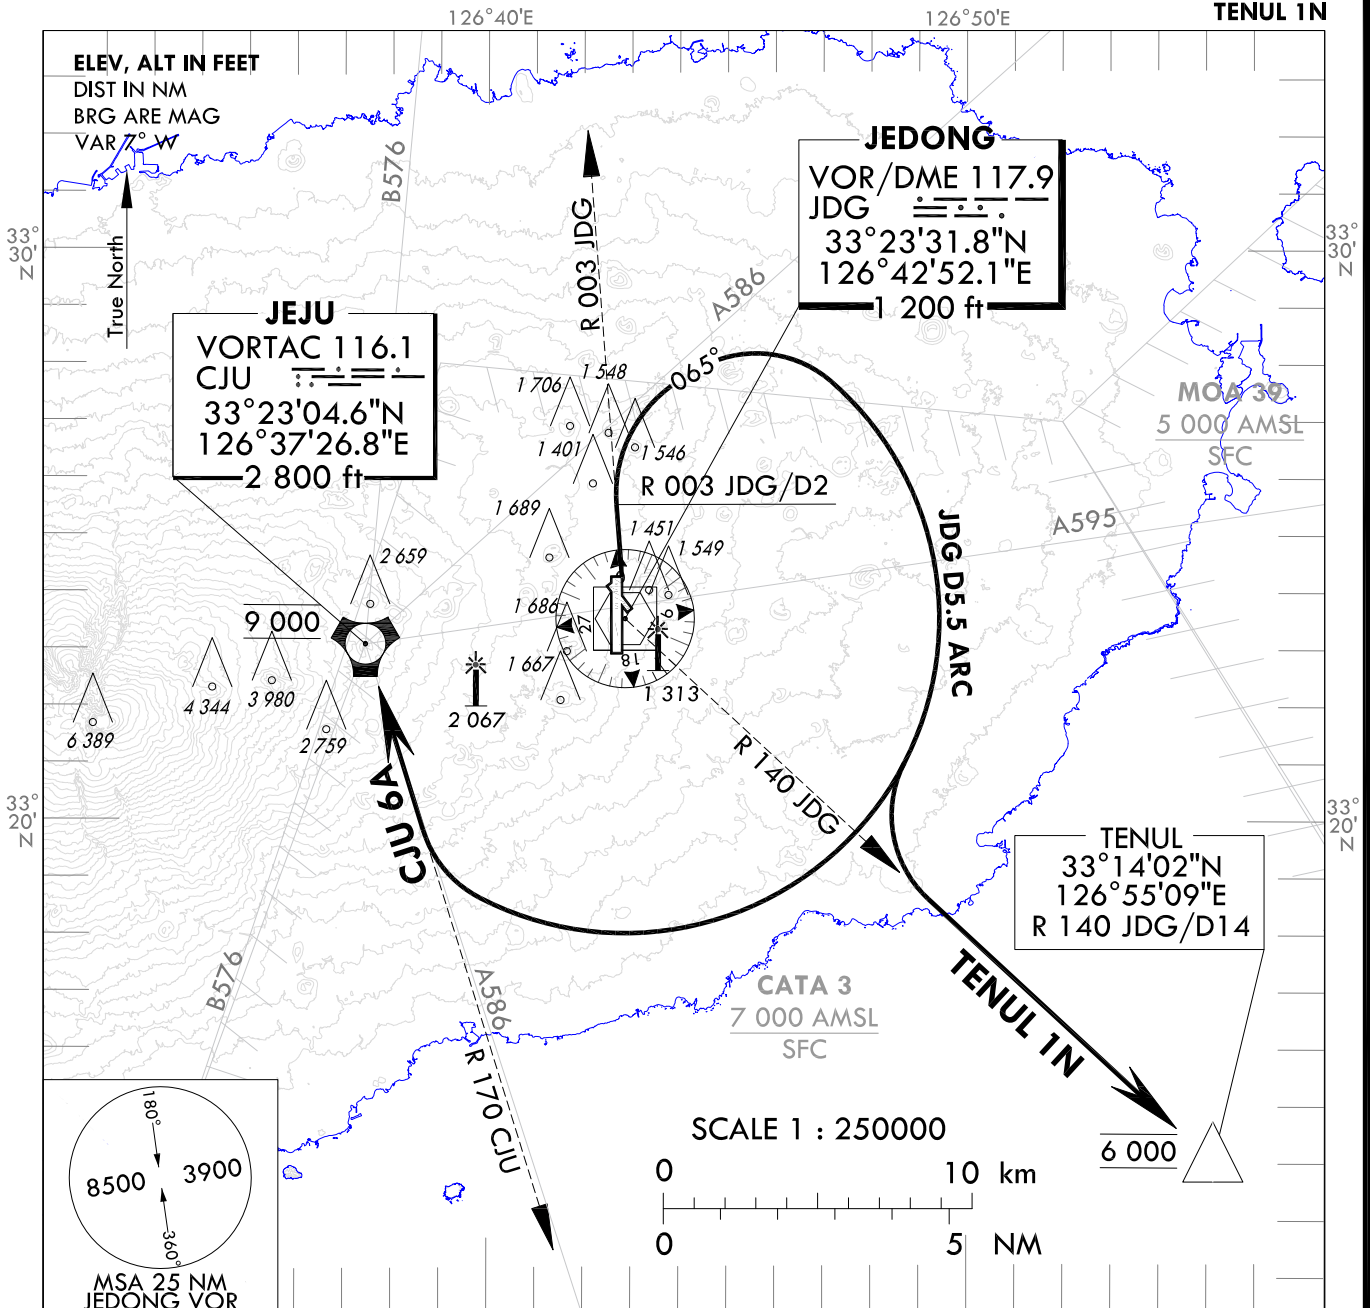 126°40'E
126°50'E
TENUL 1N
ELEV, ALT IN FEET
DIST IN NM
BRG ARE MAG
VAR 7° W
True North
B576
R 003 JDG
A586
JEDONG
VOR/DME 117.9
JDG
33°23'31.8"N
126°42'52.1"E
1 200 ft
33°
30'
N
33°
30'
N
JEJU
VORTAC 116.1
CJU
33°23'04.6"N
126°37'26.8"E
2 800 ft
065°
1 706
1 548
1 401
1 546
MOA 39
5 000 AMSL
SFC
R 003 JDG/D2
1 689
1 451
1 549
A595
JDG D5.5 ARC
2 659
9 000
1 686
27
9
18
1 667
1 313
4 344
3 980
2 067
6 389
2 759
R 140 JDG
CJU 6A
33°
20'
N
33°
20'
N
TENUL
33°14'02"N
126°55'09"E
R 140 JDG/D14
B576
A586
CATA 3
7 000 AMSL
SFC
TENUL 1N
R 170 CJU
180°
8500
3900
360°
MSA 25 NM
JEDONG VOR
SCALE 1 : 250000
0
10 km
0
5 NM
6 000